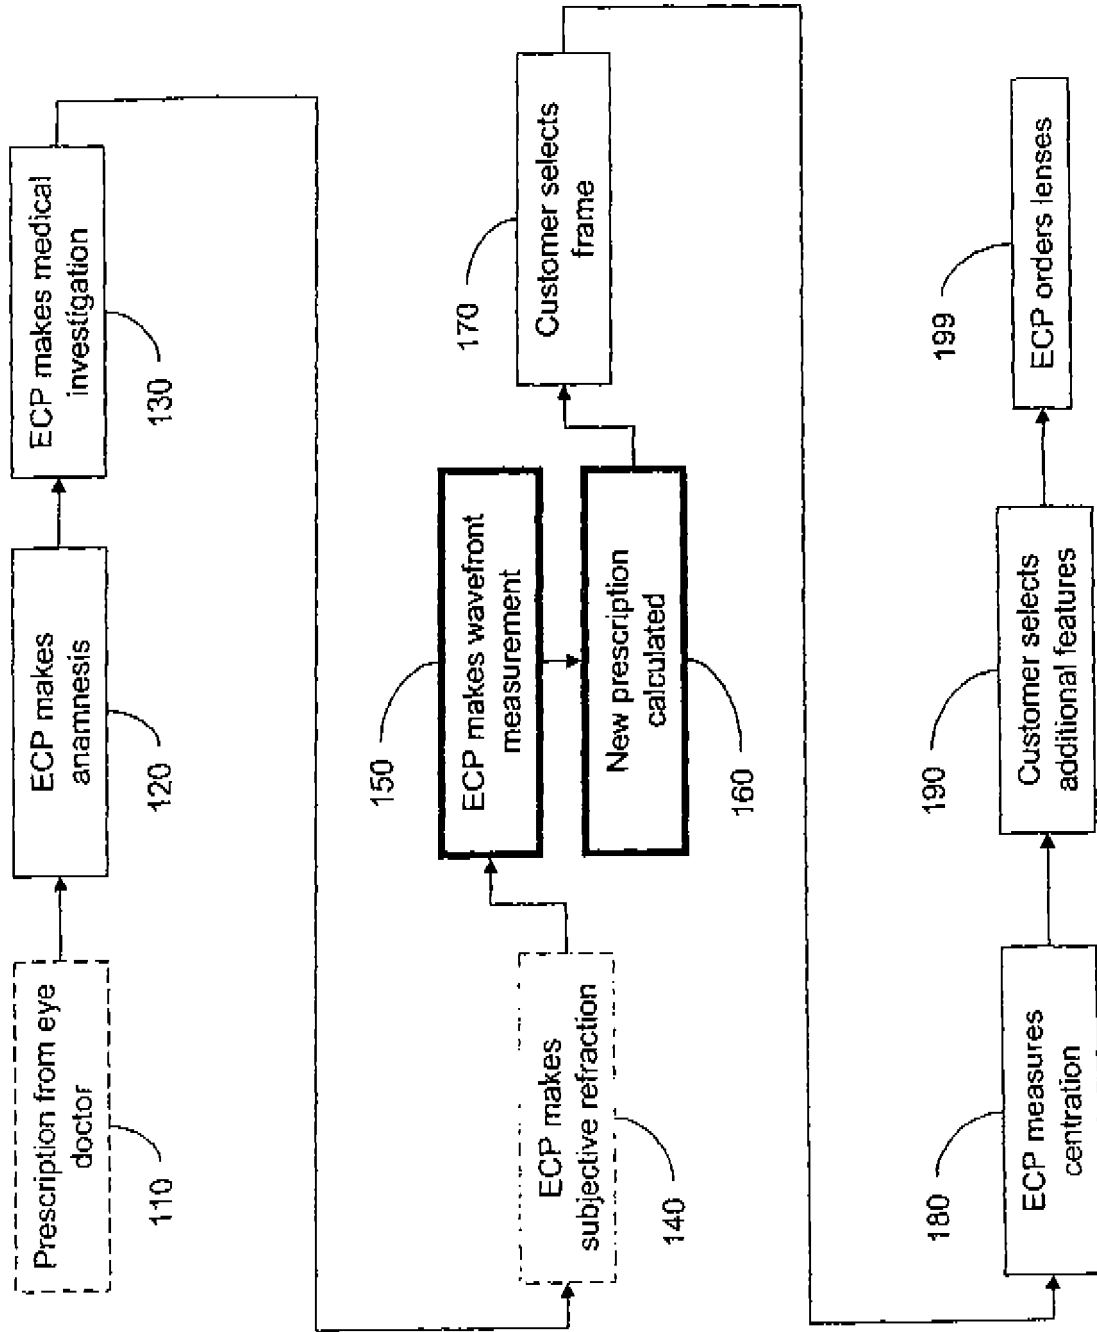 Prescription from eye
doctor
110
ECP makes
anamnesis
120
ECP makes medical
investigation
130
ECP makes
subjective refraction
140
ECP makes wavefront
measurement
150
New prescription
calculated
160
Customer selects
frame
170
ECP measures
centration
180
Customer selects
additional features
190
ECP orders lenses
199